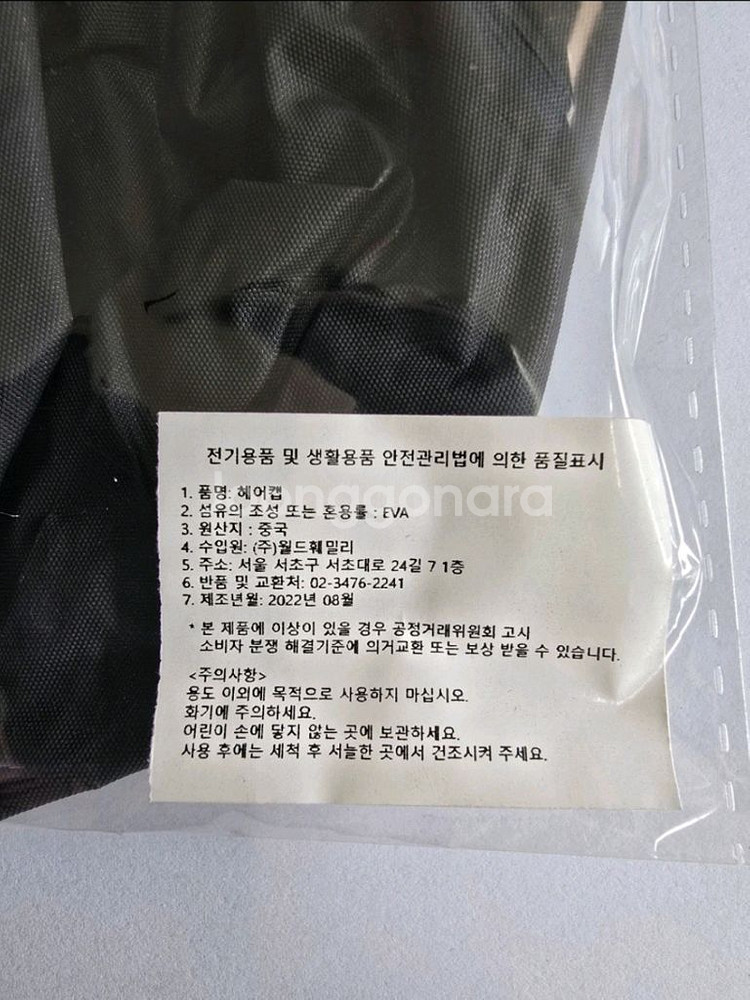 전기용품 및 생활용품 안전관리법에 의한 품질표시
1. 품명: 헤어캡
2. 섬유의 조성 또는 혼용률 : EVA
3. 원산지 : 중국
4. 수입원: (주)월드훼밀리
5. 주소: 서울 서초구 서초대로 24길 7 1층
6. 반품 및 교환처: 02-3476-2241
7. 제조년월: 2022년 08월
* 본 제품에 이상이 있을 경우 공정거래위원회 고시
소비자 분쟁 해결기준에 의거교환 또는 보상 받을 수 있습니다.
<주의사항>
용도 이외에 목적으로 사용하지 마십시오.
화기에 주의하세요.
어린이 손에 닿지 않는 곳에 보관하세요.
사용 후에는 세척 후 서늘한 곳에서 건조시켜 주세요.